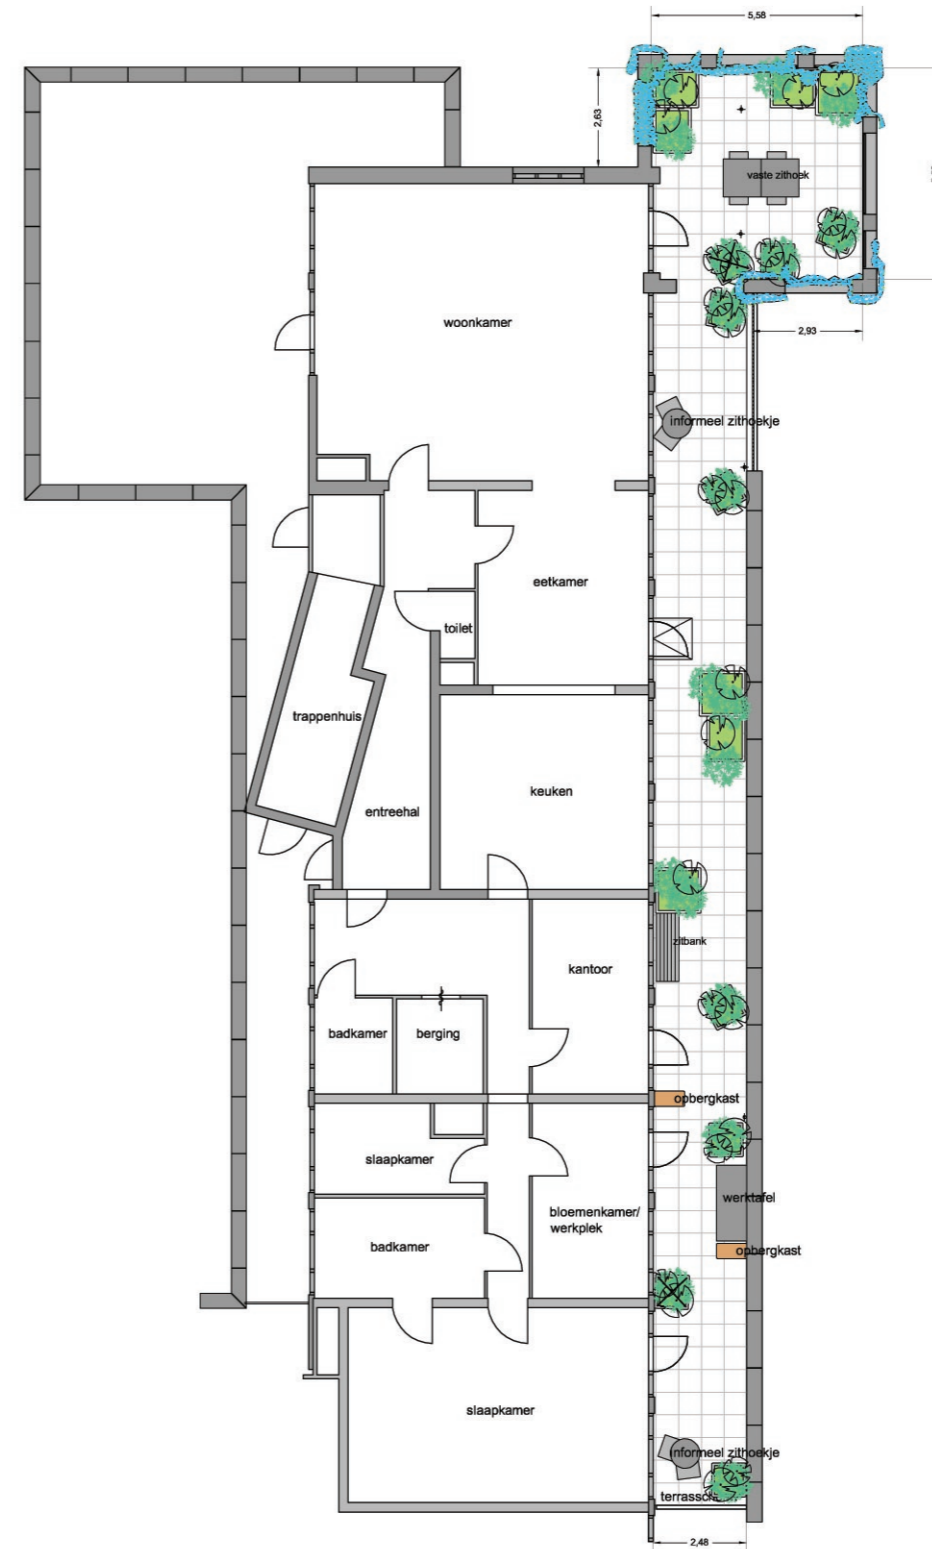 5,58
2,63
vaste zithoek
woonkamer
2,93
informeel zithoekje
eetkamer
toilet
trappenhuis
keuken
entreehal
zitbank
kantoor
badkamer
berging
opbergkast
slaapkamer
werktafel
bloemenkamer/
werkplek
badkamer
opbergkast
slaapkamer
informeel zithoekje
2,48